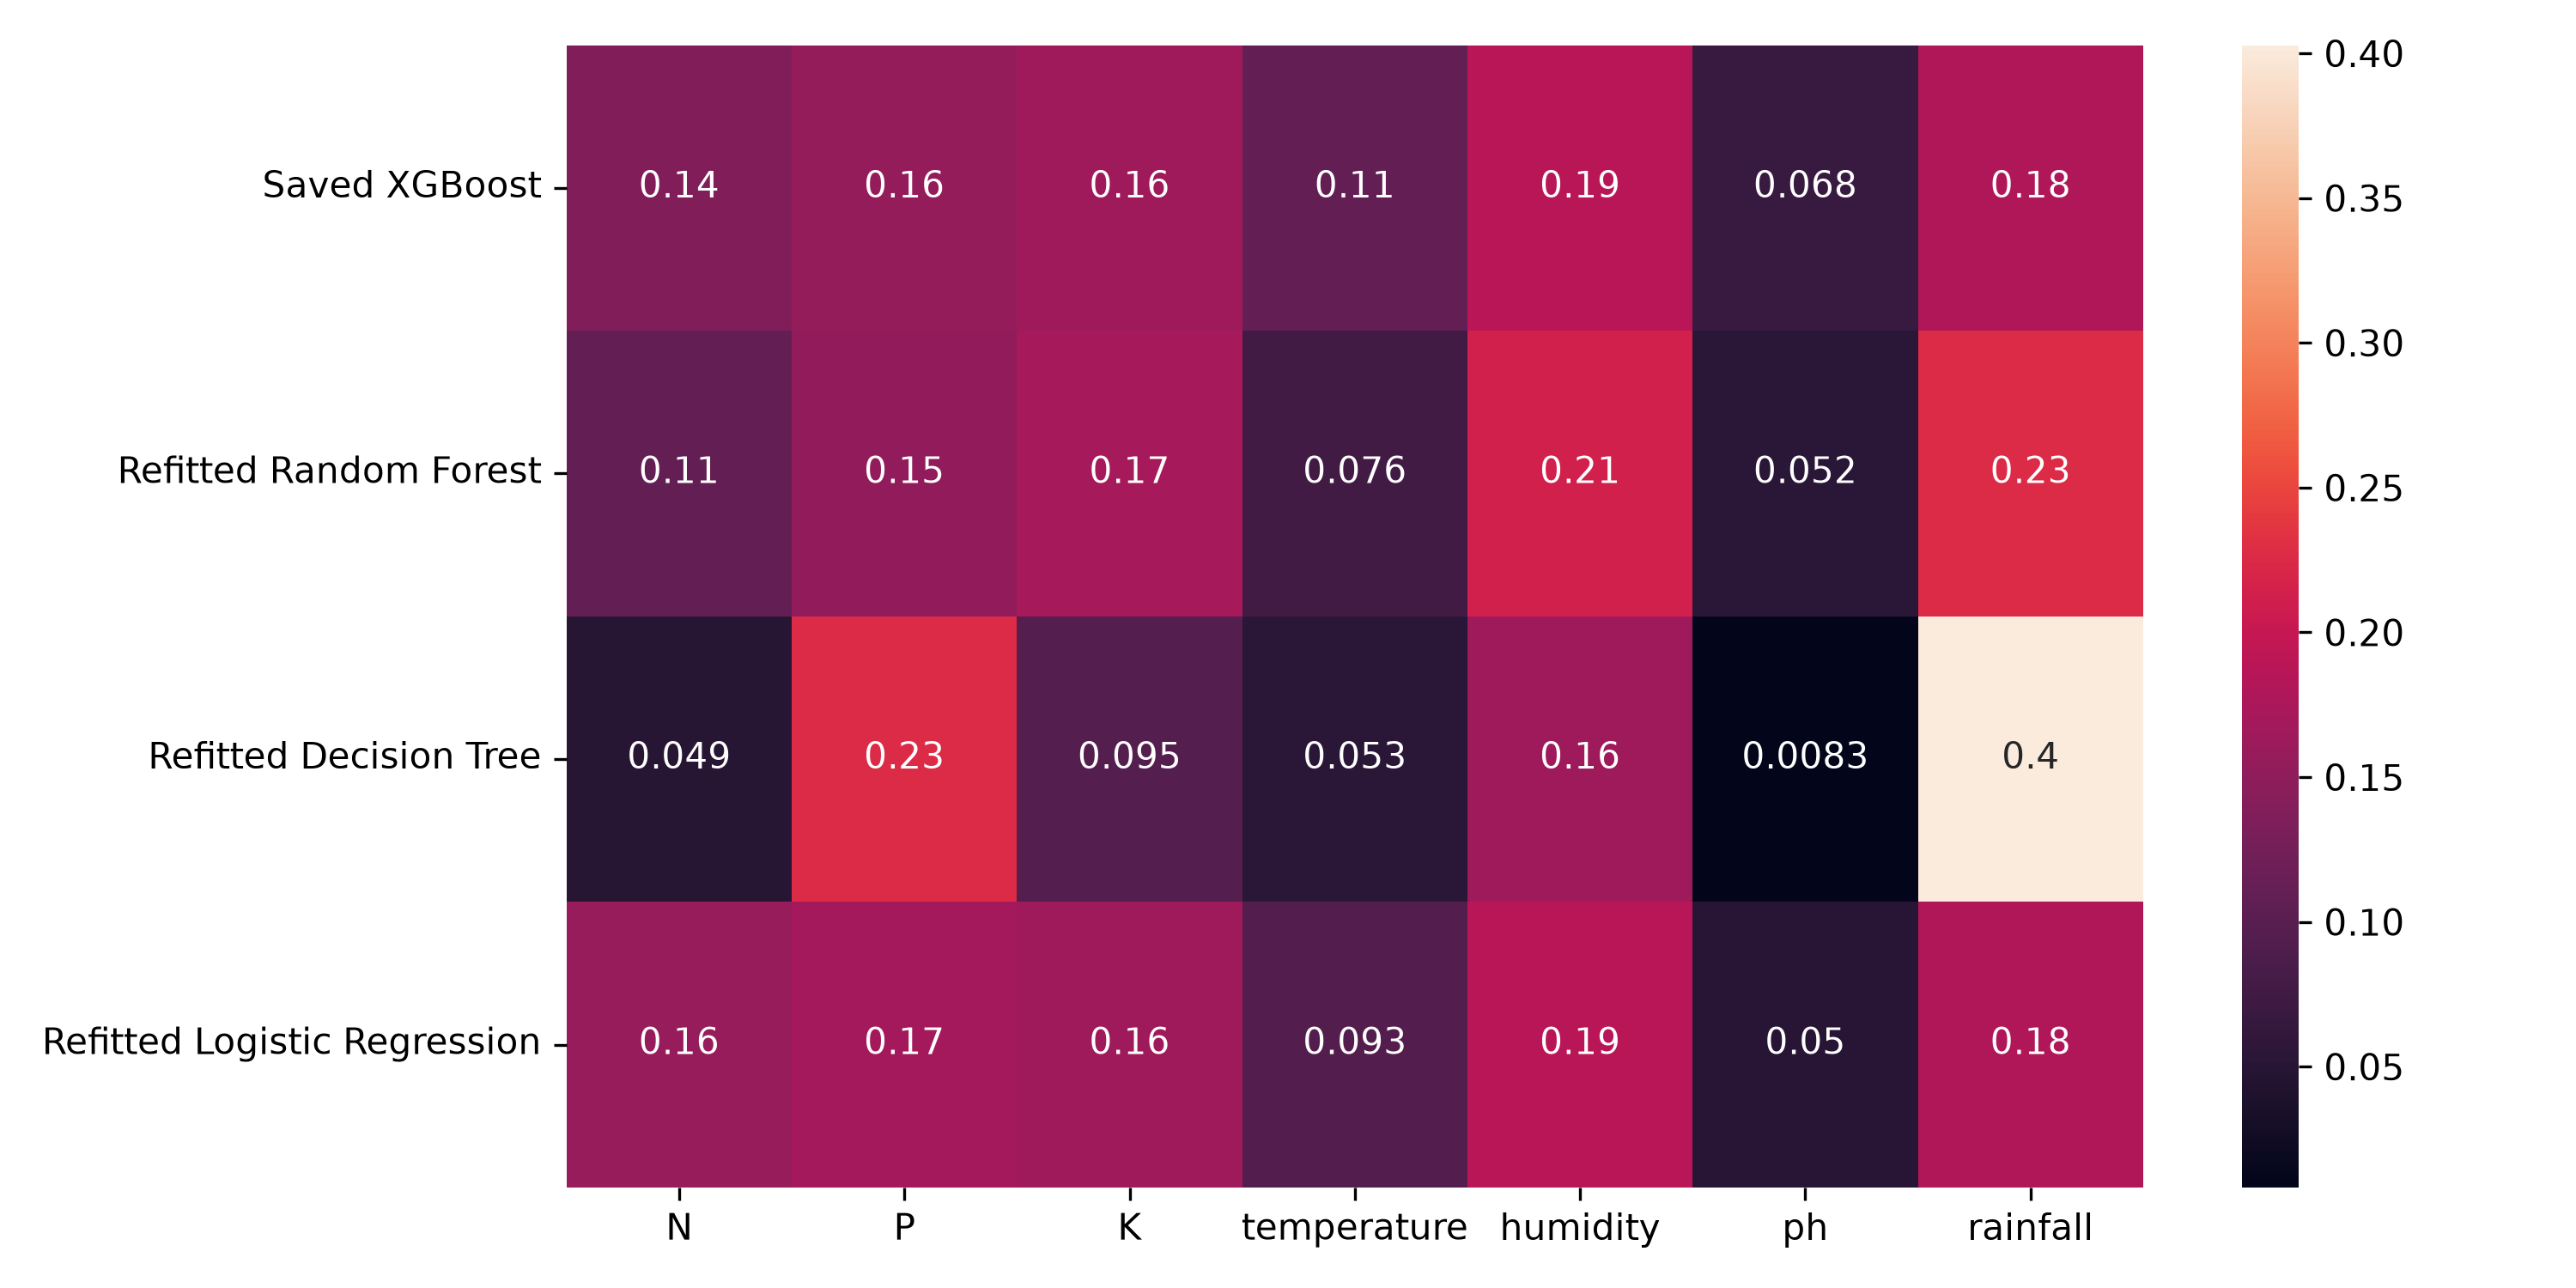 Saved XGBoost 0.14 0.16 0.16 0.11 0.19 0.068 0.18
Refitted Random Forest 0.11 0.15 0.17 0.076 0.21 0.052 0.23
Refitted Decision Tree 0.049 0.23 0.095 0.053 0.16 0.0083 0.4
Refitted Logistic Regression 0.16 0.17 0.16 0.093 0.19 0.05 0.18
N P K temperature humidity ph rainfall
0.40
0.35
0.30
0.25
0.20
0.15
0.10
0.05